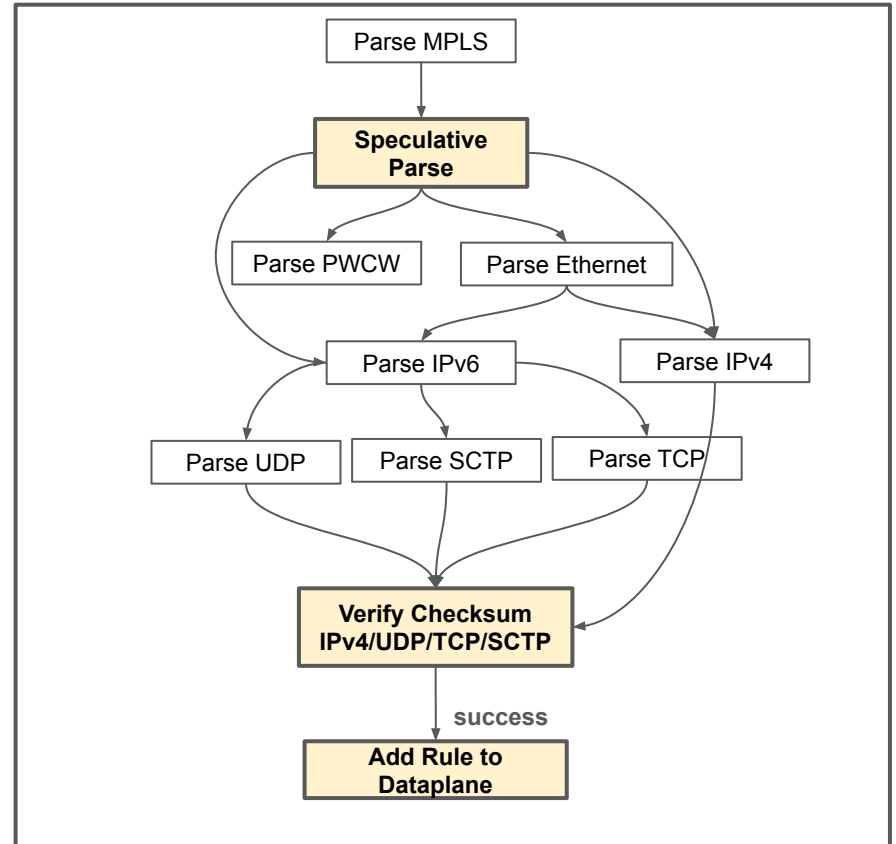 Parse MPLS
Speculative
Parse
Parse PWCW
Parse Ethernet
Parse IPv6
Parse IPv4
Parse UDP
Parse SCTP
Parse TCP
Verify Checksum
IPv4/UDP/TCP/SCTP
success
Add Rule to
Dataplane